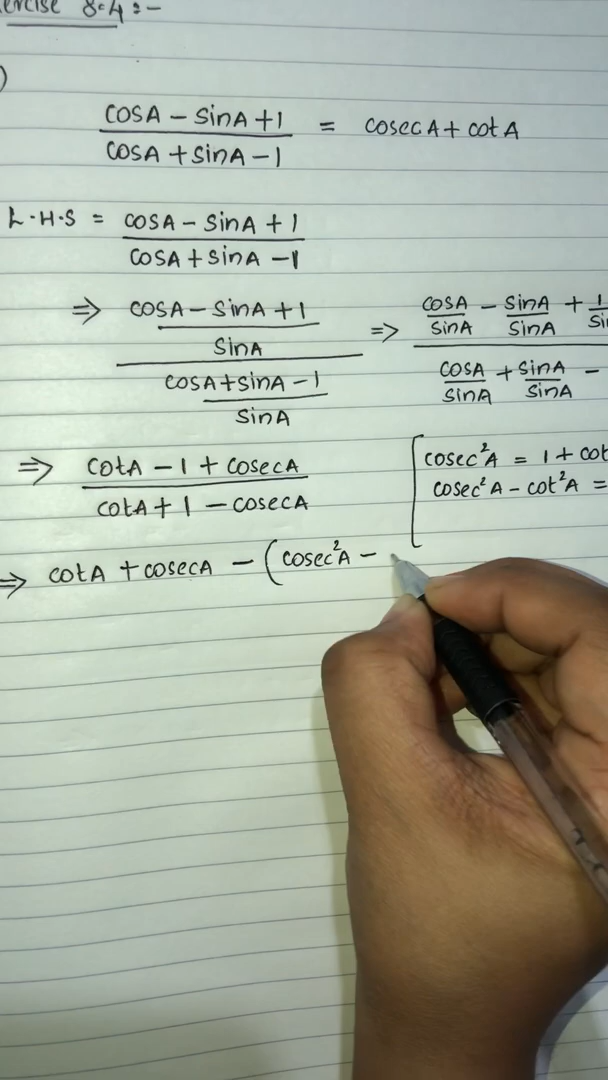 ercise 8.4 :-
)
cosA - sinA + 1 / cosA + sinA - 1 = cosecA + cotA
L.H.S = cosA - sinA + 1 / cosA + sinA - 1
⇒ (cosA - sinA + 1 / sinA) / (cosA + sinA - 1 / sinA) ⇒ (cosA/sinA - sinA/sinA + 1/si) / (cosA/sinA + sinA/sinA -
⇒ cotA - 1 + cosecA / cotA + 1 - cosecA
[cosec²A = 1 + cot
cosec²A - cot²A =
⇒ cotA + cosecA - (cosec²A -